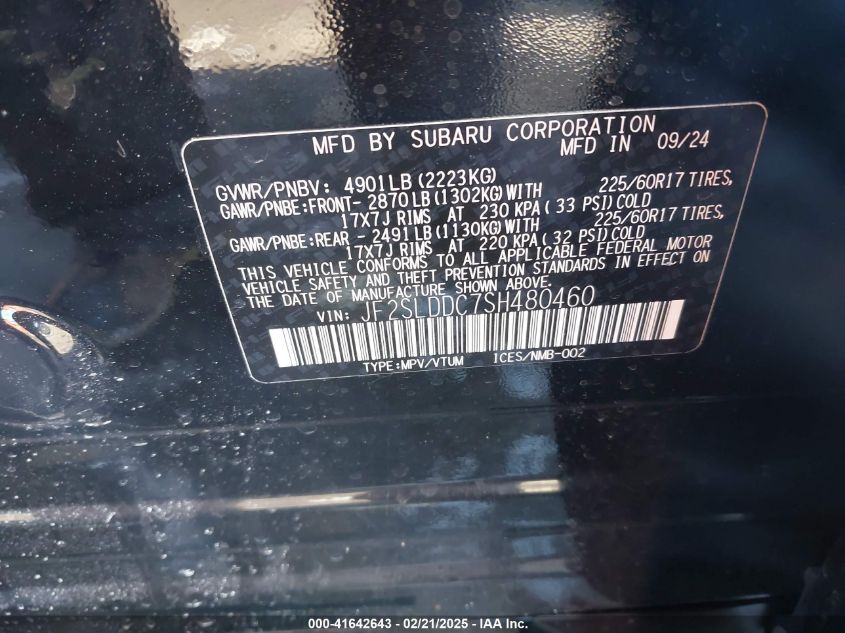 MFD BY SUBARU CORPORATION
MFD IN 09/24
GVWR/PNBV: 4901LB(2223KG)
GAWR/PNBE:FRONT- 2870LB(1302KG)WITH 225/60R17 TIRES,
17X7J RIMS AT 230 KPA( 33 PSI)COLD
GAWR/PNBE:REAR - 2491LB(1130KG)WITH 225/60R17 TIRES,
17X7J RIMS AT 220 KPA( 32 PSI)COLD
THIS VEHICLE CONFORMS TO ALL APPLICABLE FEDERAL MOTOR
VEHICLE SAFETY AND THEFT PREVENTION STANDARDS IN EFFECT ON
THE DATE OF MANUFACTURE SHOWN ABOVE.
VIN: JF2SLDDC7SH480460
TYPE:MPV/VTUM ICES/NMB-002
000-41642643 - 02/21/2025 - IAA Inc.